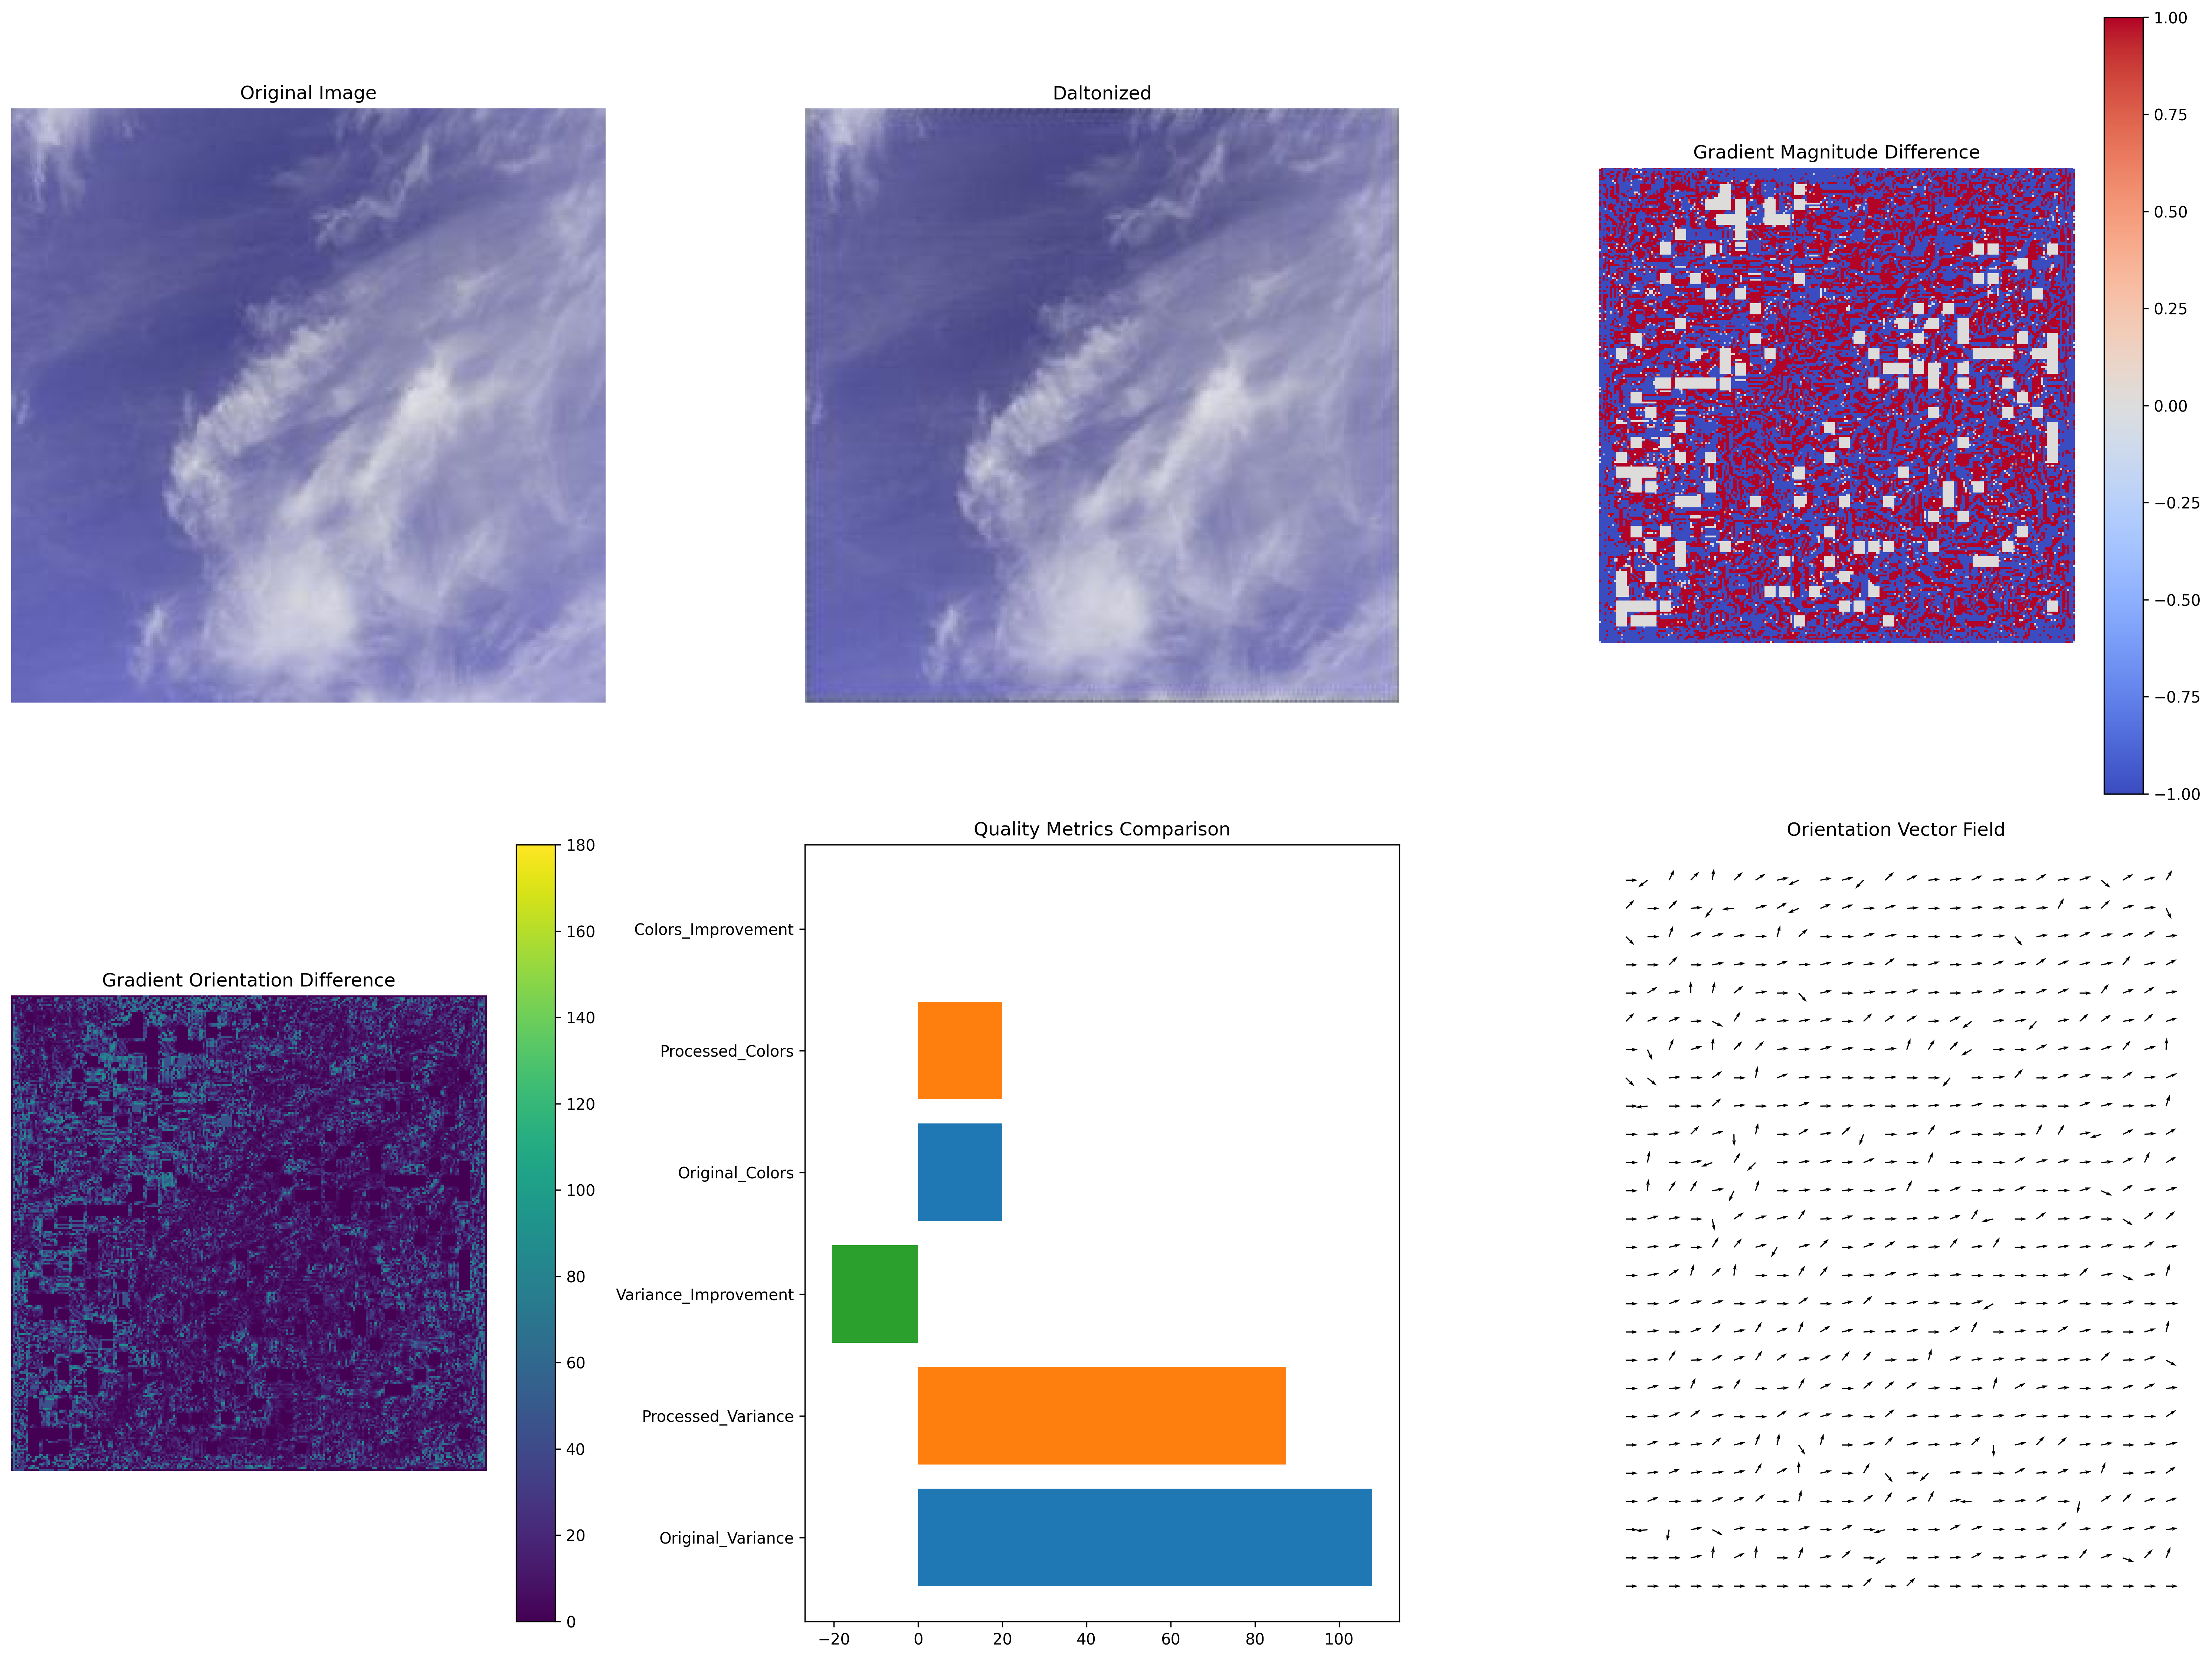 Original Image
Daltonized
Gradient Magnitude Difference
1.00
0.75
0.50
0.25
0.00
−0.25
−0.50
−0.75
−1.00
Gradient Orientation Difference
180
160
140
120
100
80
60
40
20
0
Quality Metrics Comparison
Colors_Improvement
Processed_Colors
Original_Colors
Variance_Improvement
Processed_Variance
Original_Variance
−20 0 20 40 60 80 100
Orientation Vector Field